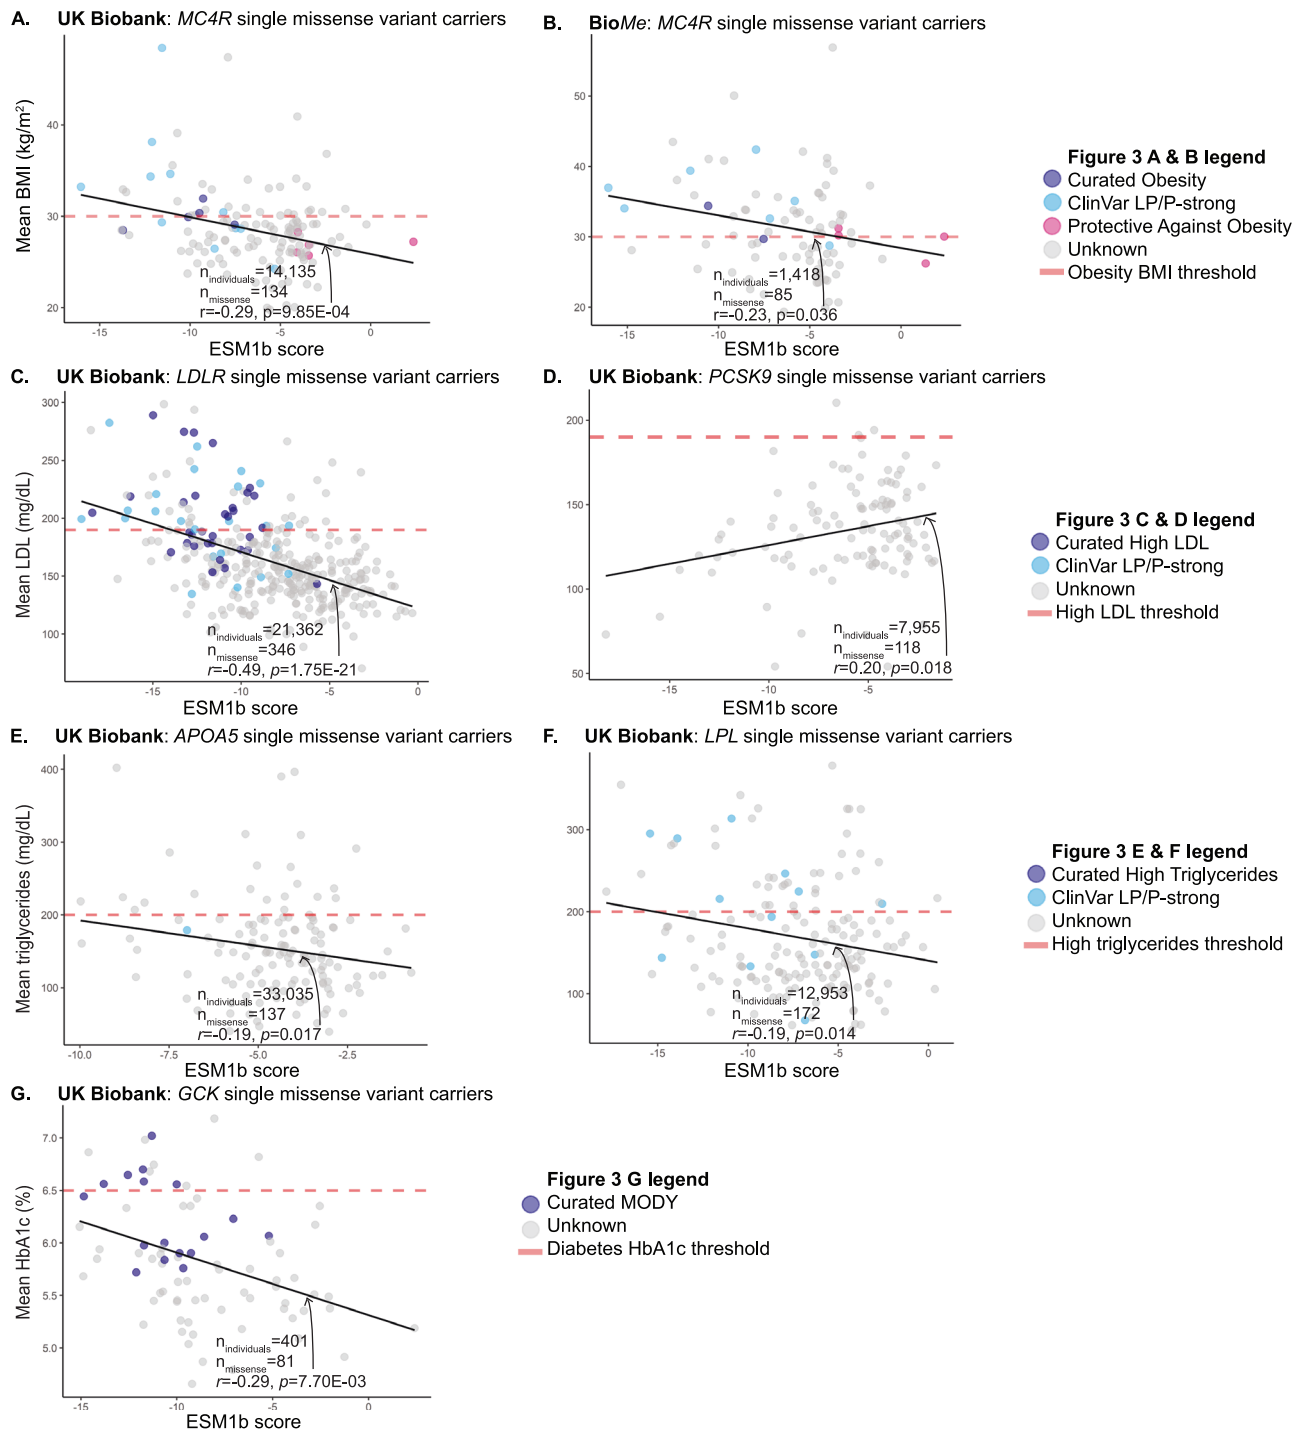 A. UK Biobank: MC4R single missense variant carriers
Mean BMI (kg/m²)
40
30
20
-15 -10 -5 0
ESM1b score
n individuals=14,135
n missense=134
r=-0.29, p=9.85E-04
B. BioMe: MC4R single missense variant carriers
50
40
30
20
-15 -10 -5 0
ESM1b score
n individuals=1,418
n missense=85
r=-0.23, p=0.036
Figure 3 A & B legend
Curated Obesity
ClinVar LP/P-strong
Protective Against Obesity
Unknown
Obesity BMI threshold
C. UK Biobank: LDLR single missense variant carriers
Mean LDL (mg/dL)
300
250
200
150
100
-15 -10 -5 0
ESM1b score
n individuals=21,362
n missense=346
r=-0.49, p=1.75E-21
D. UK Biobank: PCSK9 single missense variant carriers
200
150
100
50
-15 -10 -5
ESM1b score
n individuals=7,955
n missense=118
r=0.20, p=0.018
Figure 3 C & D legend
Curated High LDL
ClinVar LP/P-strong
Unknown
High LDL threshold
E. UK Biobank: APOA5 single missense variant carriers
Mean triglycerides (mg/dL)
400
300
200
100
-10.0 -7.5 -5.0 -2.5
ESM1b score
n individuals=33,035
n missense=137
r=-0.19, p=0.017
F. UK Biobank: LPL single missense variant carriers
300
200
100
-15 -10 -5 0
ESM1b score
n individuals=12,953
n missense=172
r=-0.19, p=0.014
Figure 3 E & F legend
Curated High Triglycerides
ClinVar LP/P-strong
Unknown
High triglycerides threshold
G. UK Biobank: GCK single missense variant carriers
Mean HbA1c (%)
7.0
6.5
6.0
5.5
5.0
-15 -10 -5 0
ESM1b score
n individuals=401
n missense=81
r=-0.29, p=7.70E-03
Figure 3 G legend
Curated MODY
Unknown
Diabetes HbA1c threshold